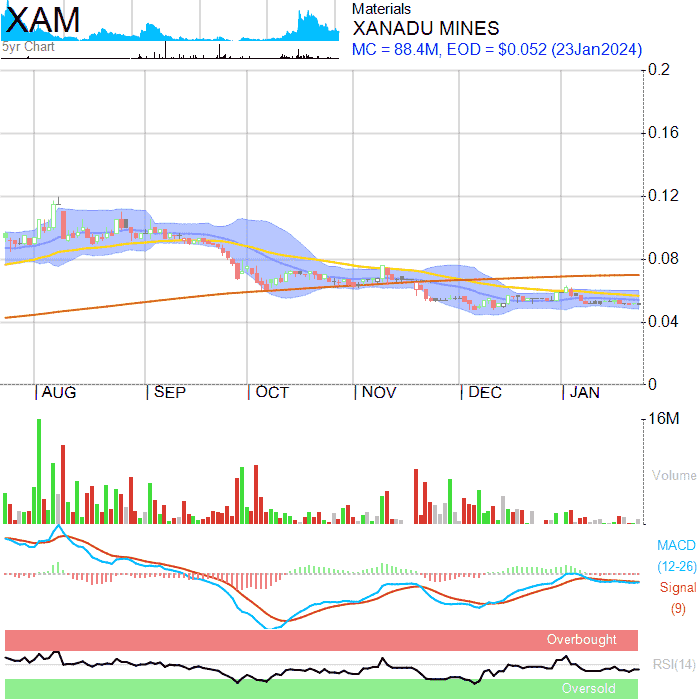 XAM
5yr Chart
Materials
XANADU MINES
MC = 88.4M, EOD = $0.052 (23Jan2024)
0.2
0.16
0.12
0.08
0.04
0
AUG SEP OCT NOV DEC JAN
16M
Volume
MACD
(12-26)
Signal
(9)
Overbought
RSI(14)
Oversold